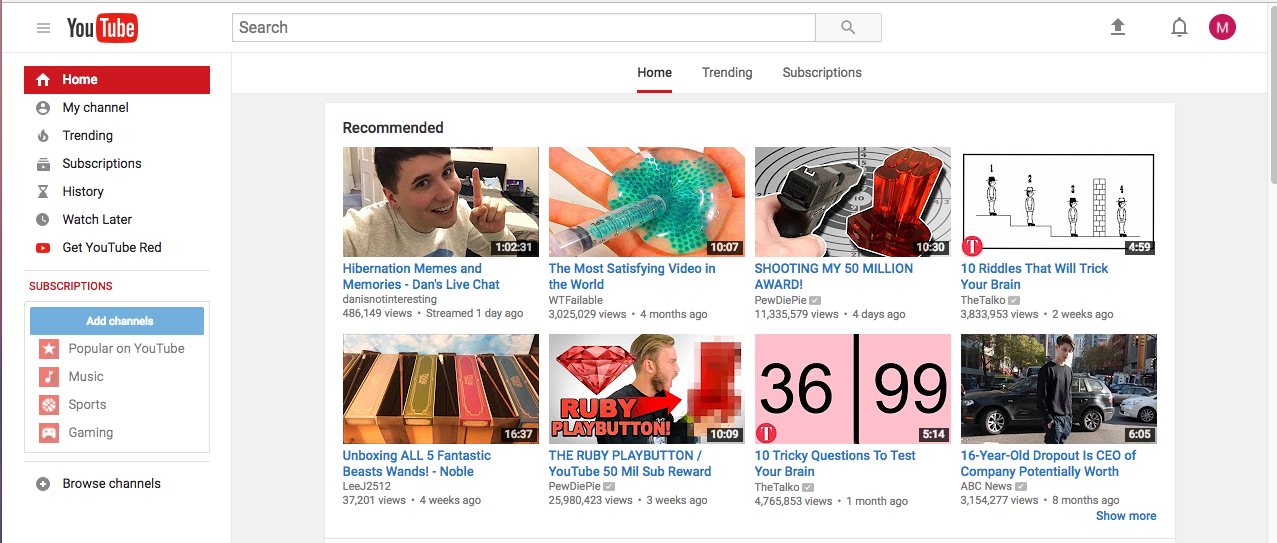 YouTube
Search
M
Home
My channel
Trending
Subscriptions
History
Watch Later
Get YouTube Red
SUBSCRIPTIONS
Add channels
Popular on YouTube
Music
Sports
Gaming
Browse channels
Home Trending Subscriptions
Recommended
1:02:31
Hibernation Memes and
Memories - Dan's Live Chat
danisnotinteresting
486,149 views • Streamed 1 day ago
10:07
The Most Satisfying Video in
the World
WTFailable
3,025,029 views • 4 months ago
10:30
SHOOTING MY 50 MILLION
AWARD!
PewDiePie
11,335,579 views • 4 days ago
1 2 3 4
T
4:59
10 Riddles That Will Trick
Your Brain
TheTalko
3,833,953 views • 2 weeks ago
16:37
Unboxing ALL 5 Fantastic
Beasts Wands! - Noble
LeeJ2512
37,201 views • 4 weeks ago
RUBY
PLAYBUTTON!
10:09
THE RUBY PLAYBUTTON /
YouTube 50 Mil Sub Reward
PewDiePie
25,980,423 views • 3 weeks ago
36 99
T
5:14
10 Tricky Questions To Test
Your Brain
TheTalko
4,765,853 views • 1 month ago
6:05
16-Year-Old Dropout Is CEO of
Company Potentially Worth
ABC News
3,154,277 views • 8 months ago
Show more